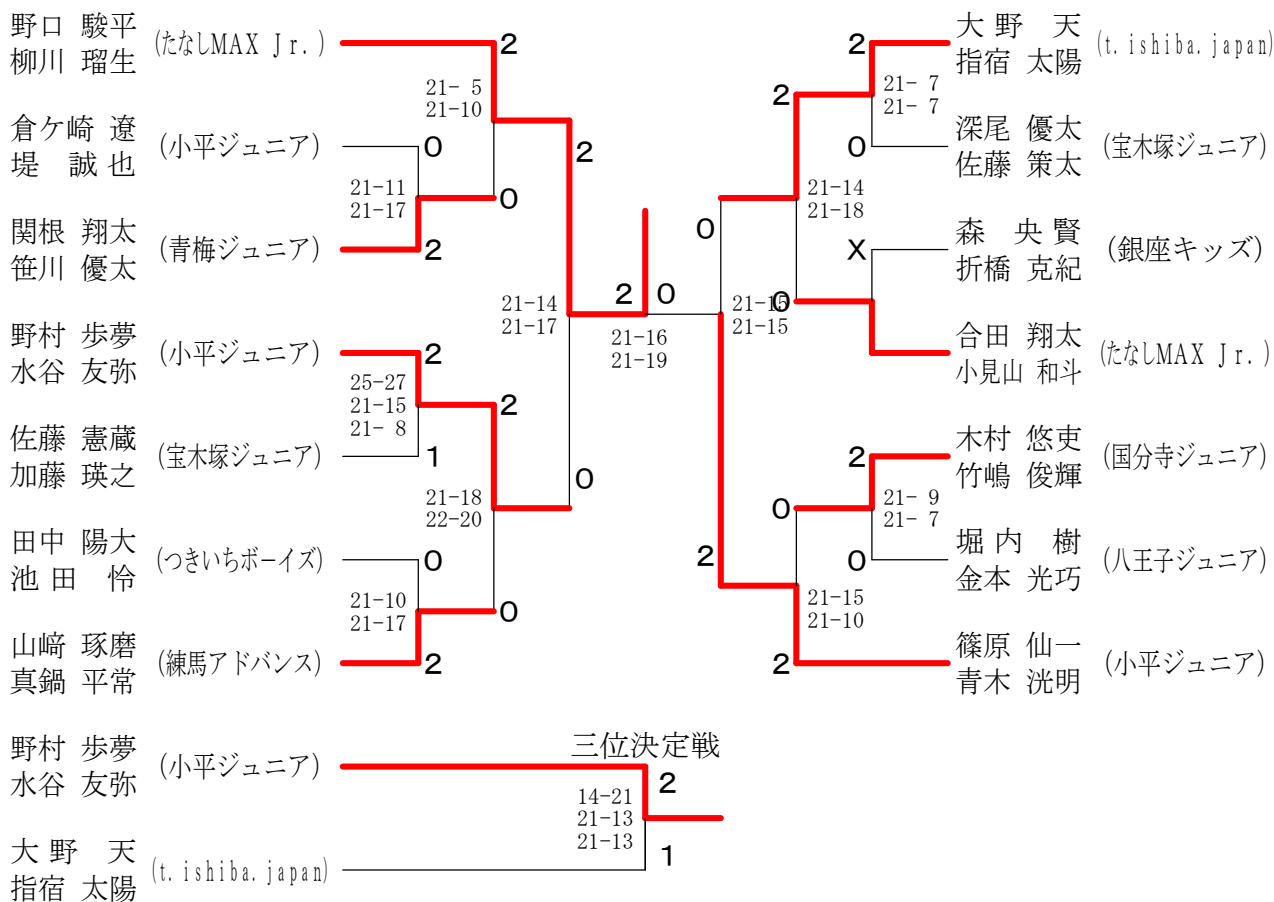 野口 駿平
柳川 瑠生
(たなしMAX Jr.)
2
21- 5
21-10
倉ケ崎 遼
堤 誠也
(小平ジュニア)
0
21-11
21-17
0
関根 翔太
笹川 優太
(青梅ジュニア)
2
2
21-14
21-17
野村 歩夢
水谷 友弥
(小平ジュニア)
2
25-27
21-15
21- 8
2
佐藤 憲蔵
加藤 瑛之
(宝木塚ジュニア)
1
21-18
22-20
0
田中 陽大
池田 怜
(つきいちボーイズ)
0
21-10
21-17
0
山﨑 琢磨
真鍋 平常
(練馬アドバンス)
2
2 0
21-16
21-19
大野 天
指宿 太陽
(t.ishiba.japan)
2
21- 7
21- 7
2
深尾 優太
佐藤 策太
(宝木塚ジュニア)
0
21-14
21-18
0
森 央賢
折橋 克紀
(銀座キッズ)
X
0
21-15
21-15
合田 翔太
小見山 和斗
(たなしMAX Jr.)
木村 悠吏
竹嶋 俊輝
(国分寺ジュニア)
2
21- 9
21- 7
0
堀内 樹
金本 光巧
(八王子ジュニア)
0
2
21-15
21-10
篠原 仙一
青木 洸明
(小平ジュニア)
2
三位決定戦
野村 歩夢
水谷 友弥
(小平ジュニア)
2
14-21
21-13
21-13
1
大野 天
指宿 太陽
(t.ishiba.japan)